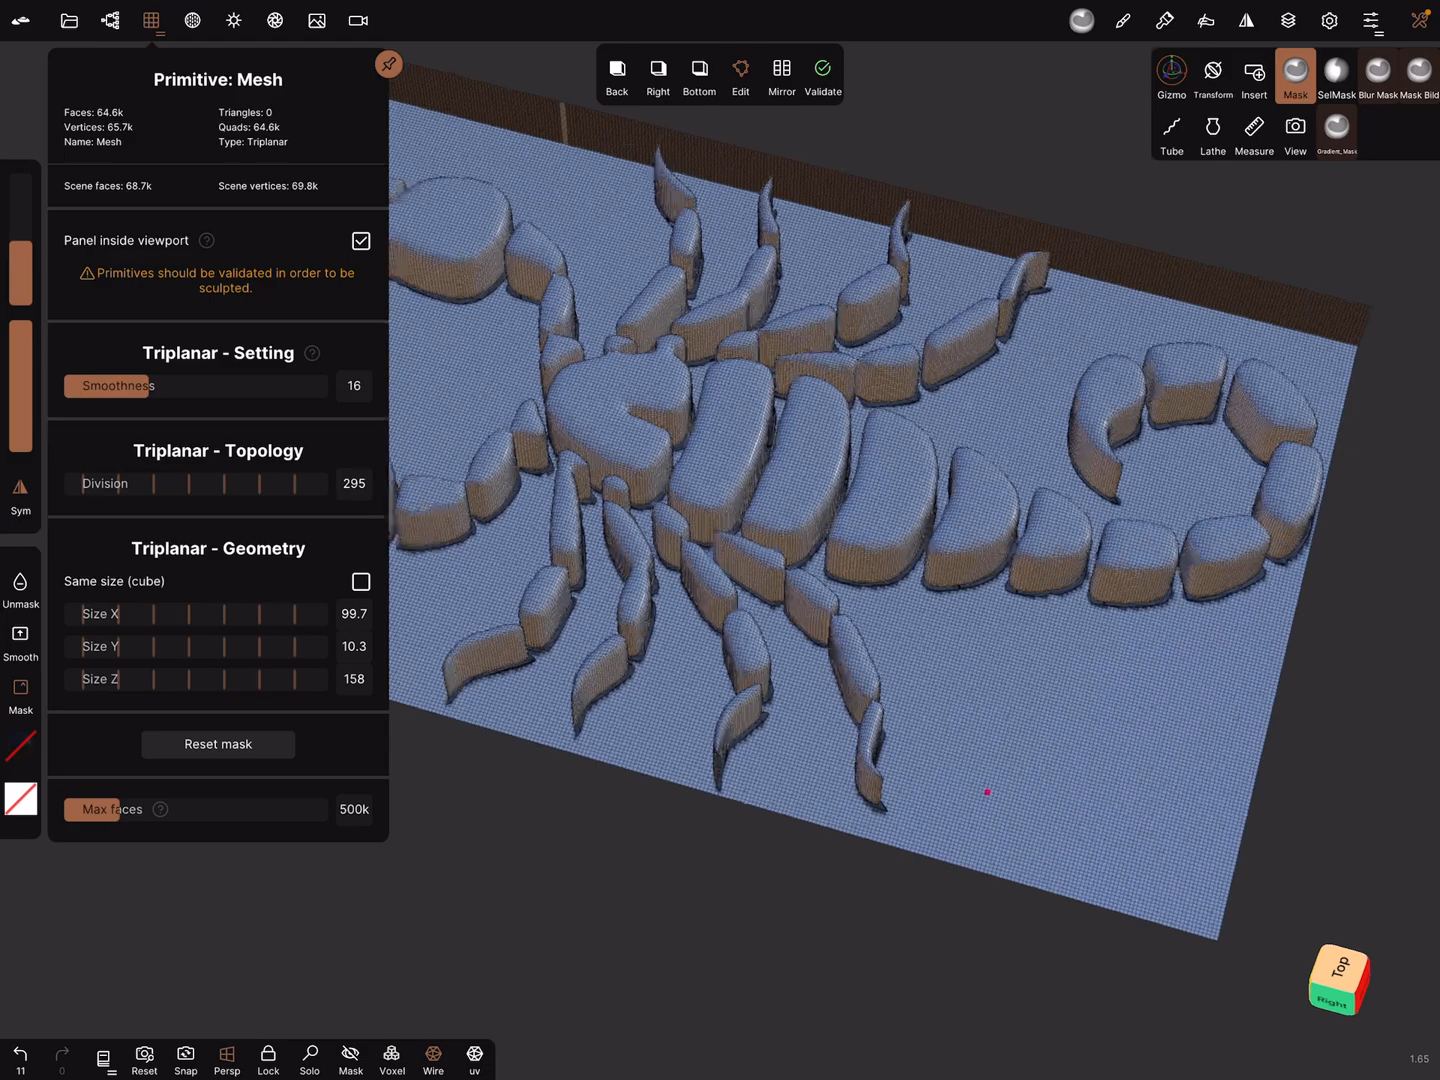 Primitive: Mesh
Faces: 64.6k
Triangles: 0
Vertices: 65.7k
Quads: 64.6k
Name: Mesh
Type: Triplanar
Scene faces: 68.7k
Scene vertices: 69.8k
Panel inside viewport
?
Primitives should be validated in order to be
sculpted.
Triplanar - Setting ?
Smoothness
16
Triplanar - Topology
Division
295
Triplanar - Geometry
Same size (cube)
Size X
99.7
Size Y
10.3
Size Z
158
Reset mask
Max faces ?
500k
Sym
Unmask
Smooth
Mask
Back
Right
Bottom
Edit
Mirror
Validate
Gizmo
Transform
Insert
Mask
SelMask
Blur Mask
Mask Bild
Tube
Lathe
Measure
View
Gradient_Mask
Top
Right
11
0
Reset
Snap
Persp
Lock
Solo
Mask
Voxel
Wire
uv
1.65